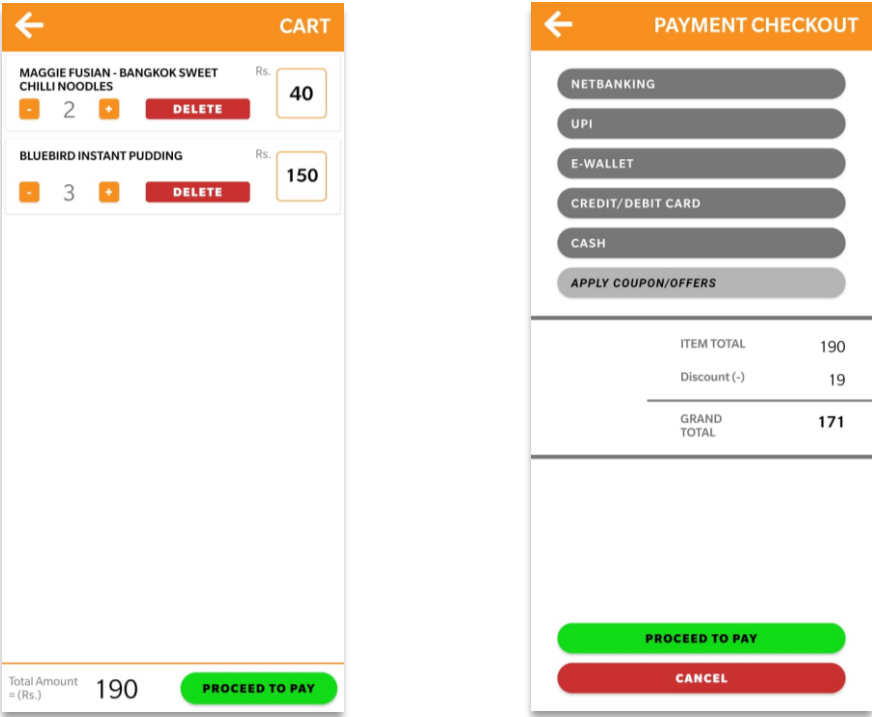 CART
MAGGIE FUSIAN - BANGKOK SWEET
CHILLI NOODLES
Rs.
40
- 2 + DELETE
BLUEBIRD INSTANT PUDDING
Rs.
150
- 3 + DELETE
Total Amount
= (Rs.)
190
PROCEED TO PAY
PAYMENT CHECKOUT
NETBANKING
UPI
E-WALLET
CREDIT/DEBIT CARD
CASH
APPLY COUPON/OFFERS
ITEM TOTAL 190
Discount (-) 19
GRAND
TOTAL
171
PROCEED TO PAY
CANCEL